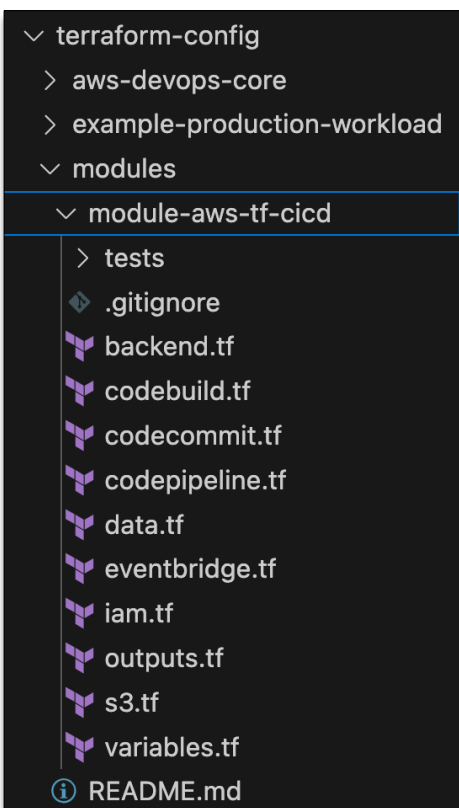 terraform-config
aws-devops-core
example-production-workload
modules
module-aws-tf-cicd
tests
.gitignore
backend.tf
codebuild.tf
codecommit.tf
codepipeline.tf
data.tf
eventbridge.tf
iam.tf
outputs.tf
s3.tf
variables.tf
README.md